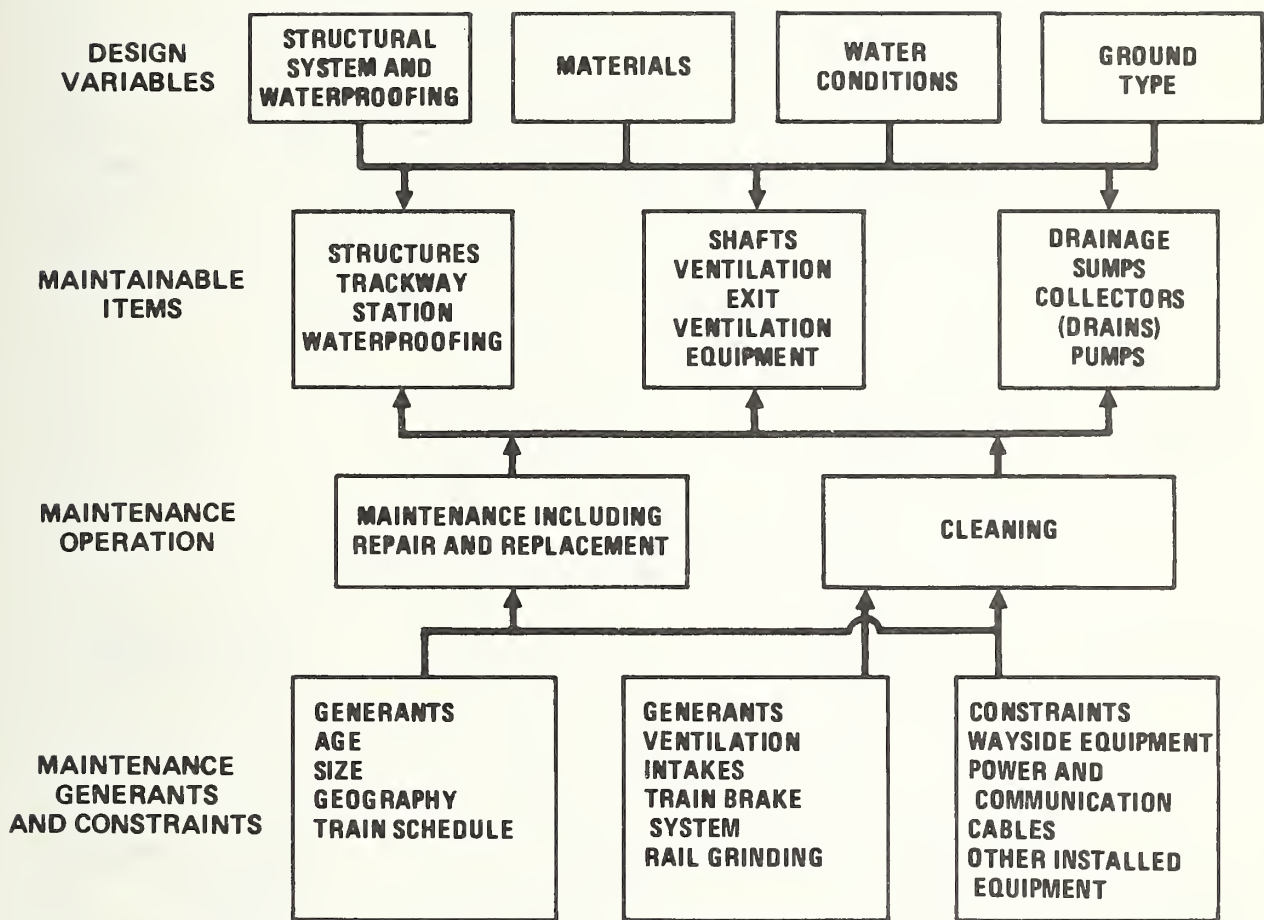 DESIGN
VARIABLES
STRUCTURAL
SYSTEM AND
WATERPROOFING
MATERIALS
WATER
CONDITIONS
GROUND
TYPE
MAINTAINABLE
ITEMS
STRUCTURES
TRACKWAY
STATION
WATERPROOFING
SHAFTS
VENTILATION
EXIT
VENTILATION
EQUIPMENT
DRAINAGE
SUMPS
COLLECTORS
(DRAINS)
PUMPS
MAINTENANCE
OPERATION
MAINTENANCE INCLUDING
REPAIR AND REPLACEMENT
CLEANING
MAINTENANCE
GENERANTS
AND CONSTRAINTS
GENERANTS
AGE
SIZE
GEOGRAPHY
TRAIN SCHEDULE
GENERANTS
VENTILATION
INTAKES
TRAIN BRAKE
SYSTEM
RAIL GRINDING
CONSTRAINTS
WAYSIDE EQUIPMENT
POWER AND
COMMUNICATION
CABLES
OTHER INSTALLED
EQUIPMENT